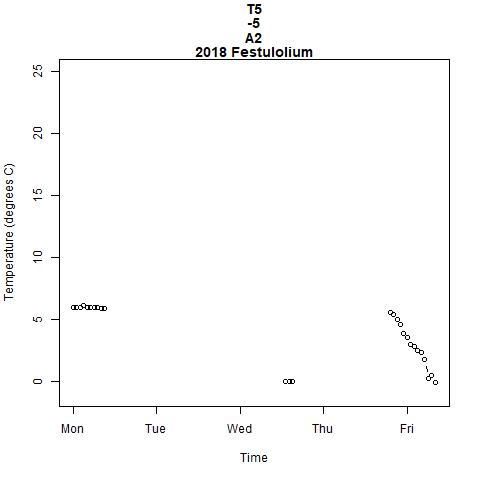 T5
-5
A2
2018 Festulolium
Temperature (degrees C)
25
20
15
10
5
0
Mon Tue Wed Thu Fri
Time